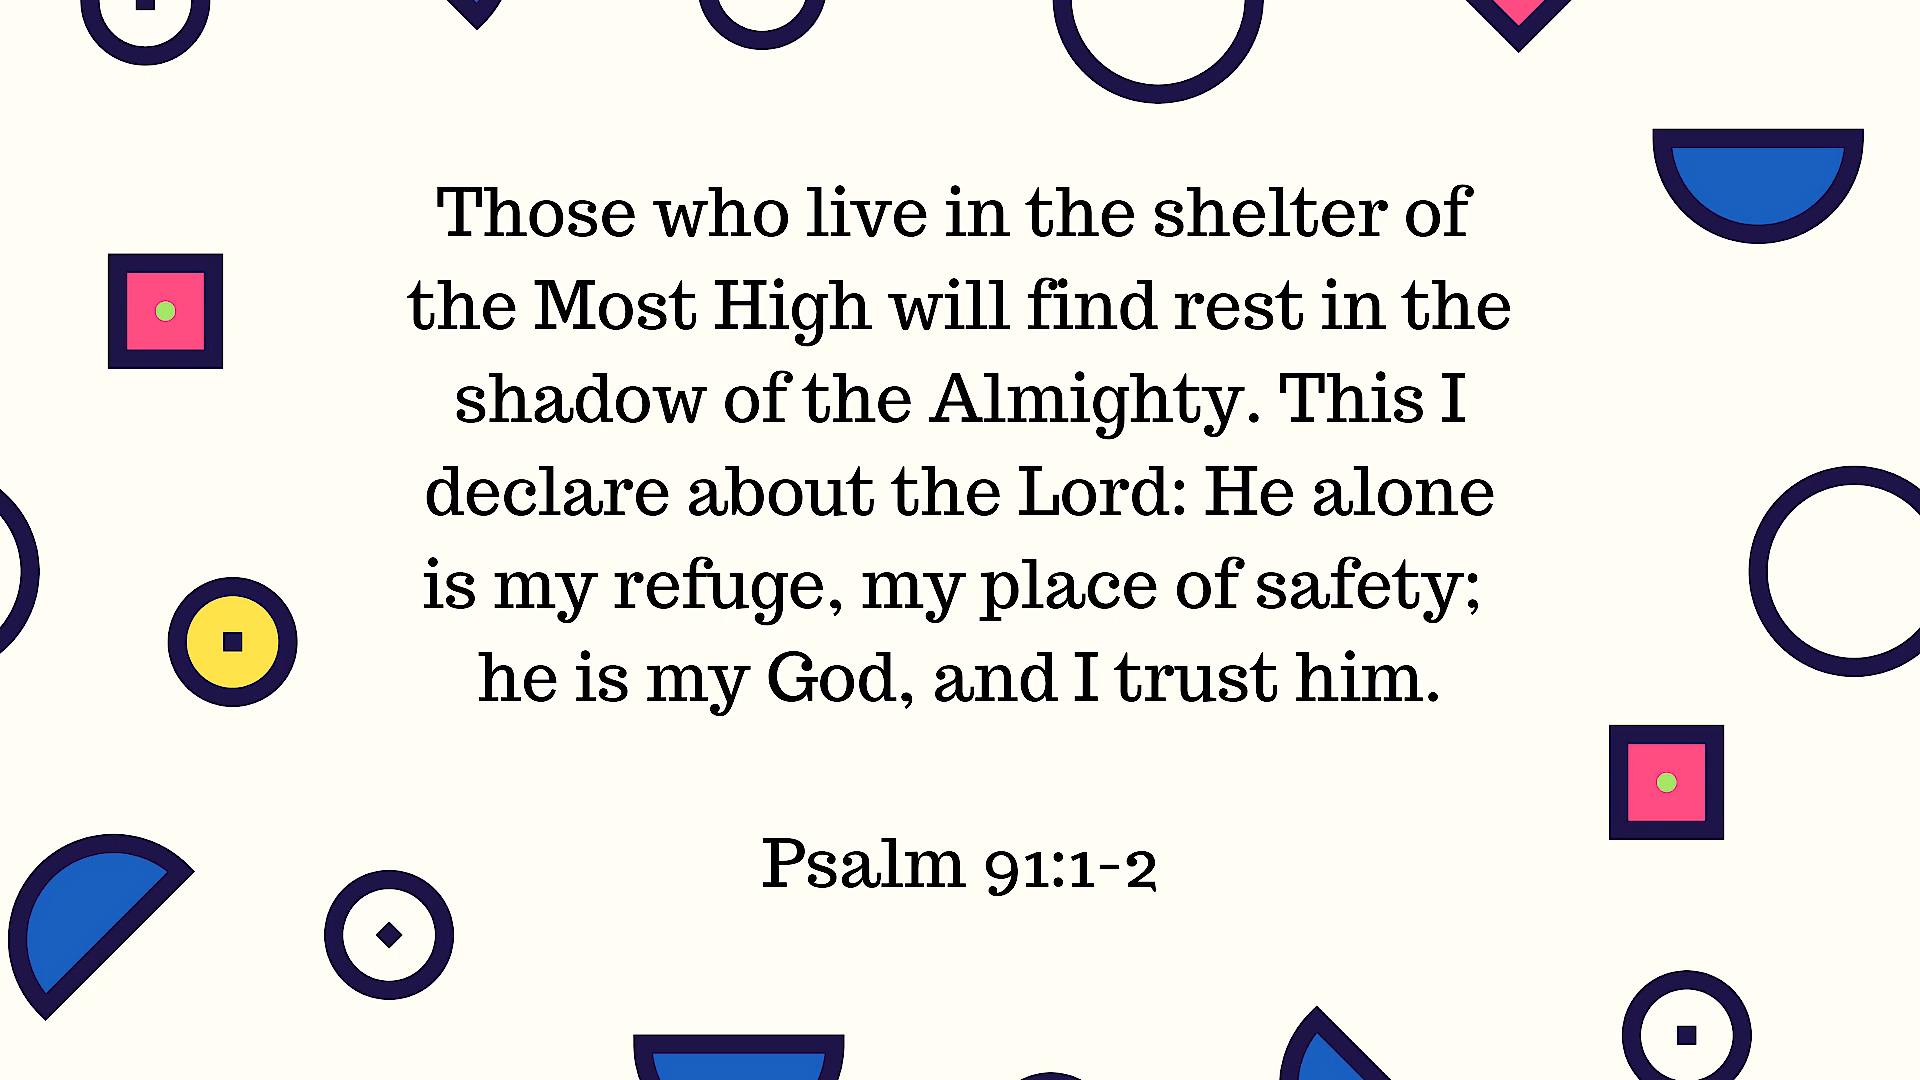 Those who live in the shelter of
the Most High will find rest in the
shadow of the Almighty. This I
declare about the Lord: He alone
is my refuge, my place of safety;
he is my God, and I trust him.
Psalm 91:1-2